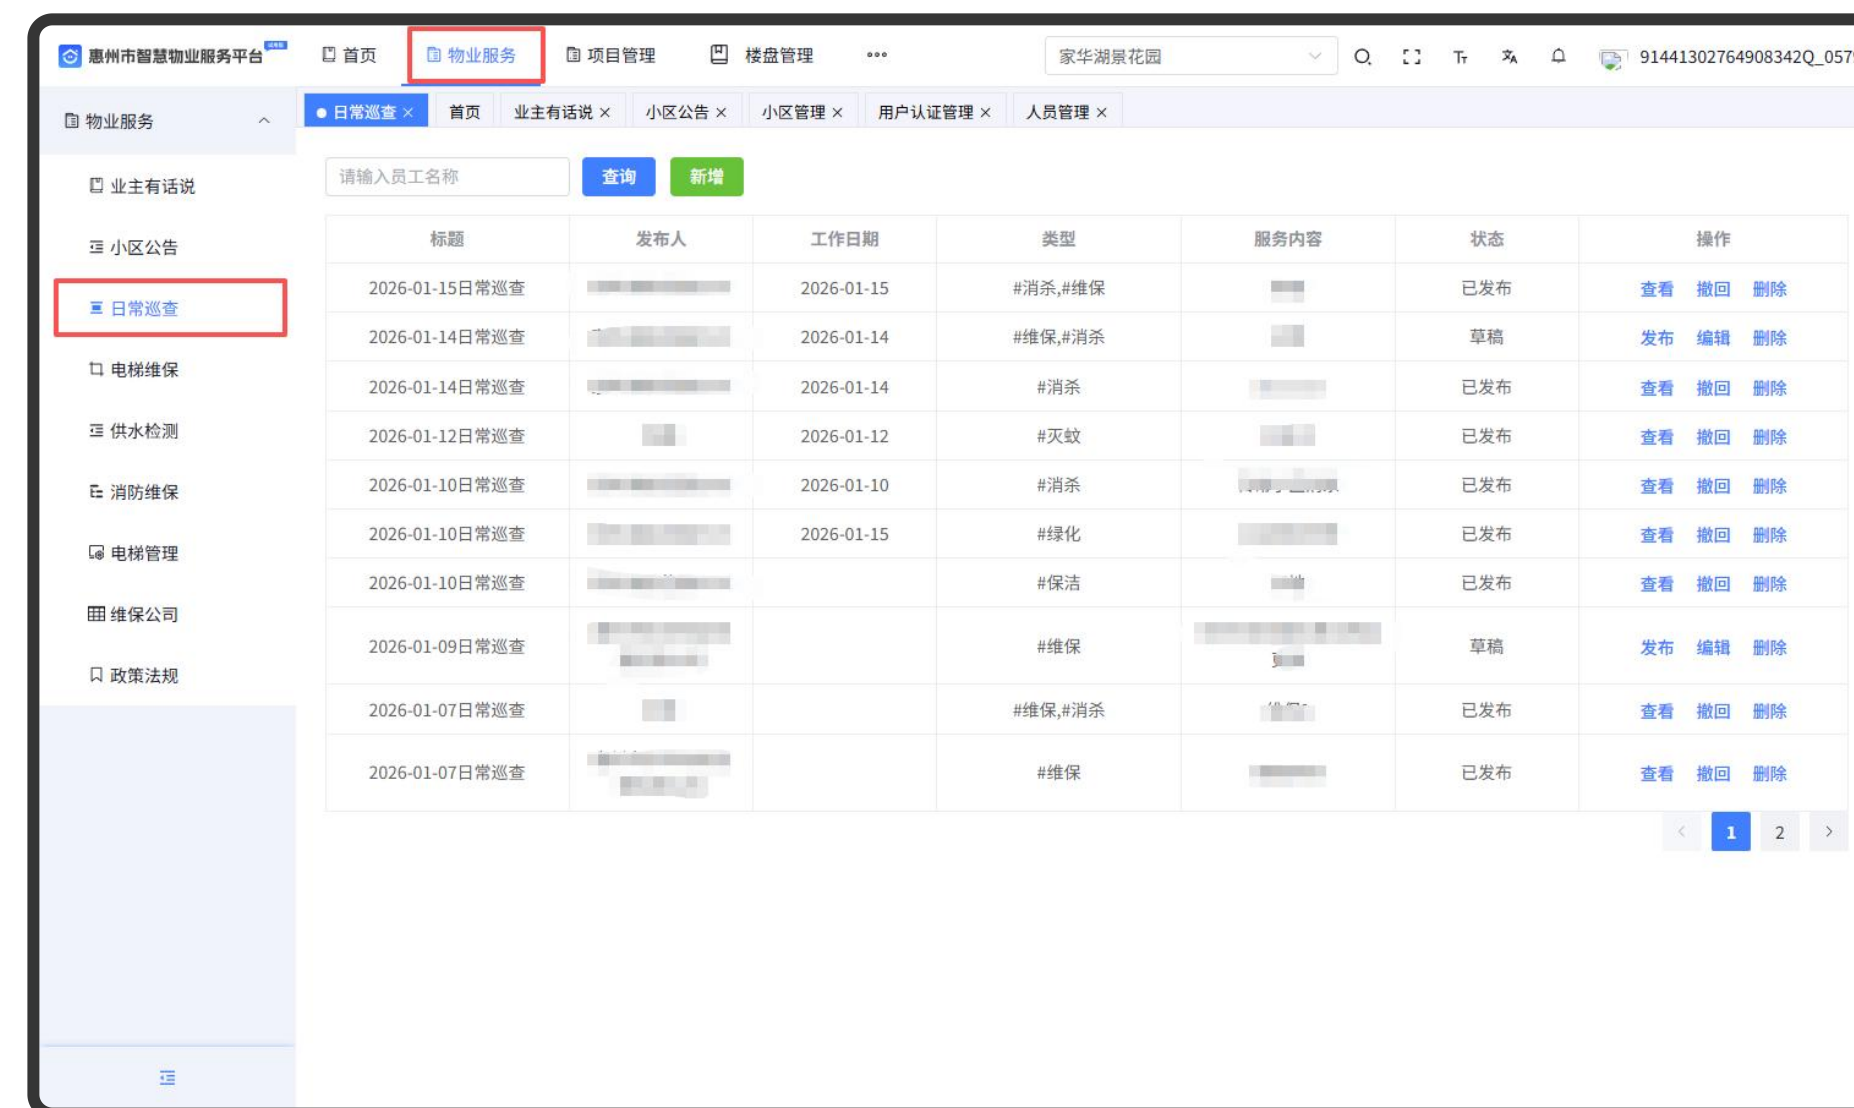 惠州市智慧物业服务平台 首页 物业服务 项目管理 楼盘管理 家华湖景花园 91441302764908342Q_057
物业服务
业主有话说
小区公告
日常巡查
电梯维保
供水检测
消防维保
电梯管理
维保公司
政策法规
日常巡查 × 首页 业主有话说 × 小区公告 × 小区管理 × 用户认证管理 × 人员管理 ×
请输入员工名称 查询 新增
标题 发布人 工作日期 类型 服务内容 状态 操作
2026-01-15日常巡查 2026-01-15 #消杀,#维保 已发布 查看 撤回 删除
2026-01-14日常巡查 2026-01-14 #维保,#消杀 草稿 发布 编辑 删除
2026-01-14日常巡查 2026-01-14 #消杀 已发布 查看 撤回 删除
2026-01-12日常巡查 2026-01-12 #灭蚊 已发布 查看 撤回 删除
2026-01-10日常巡查 2026-01-10 #消杀 已发布 查看 撤回 删除
2026-01-10日常巡查 2026-01-15 #绿化 已发布 查看 撤回 删除
2026-01-10日常巡查 #保洁 已发布 查看 撤回 删除
2026-01-09日常巡查 #维保 草稿 发布 编辑 删除
2026-01-07日常巡查 #维保,#消杀 已发布 查看 撤回 删除
2026-01-07日常巡查 #维保 已发布 查看 撤回 删除
1 2